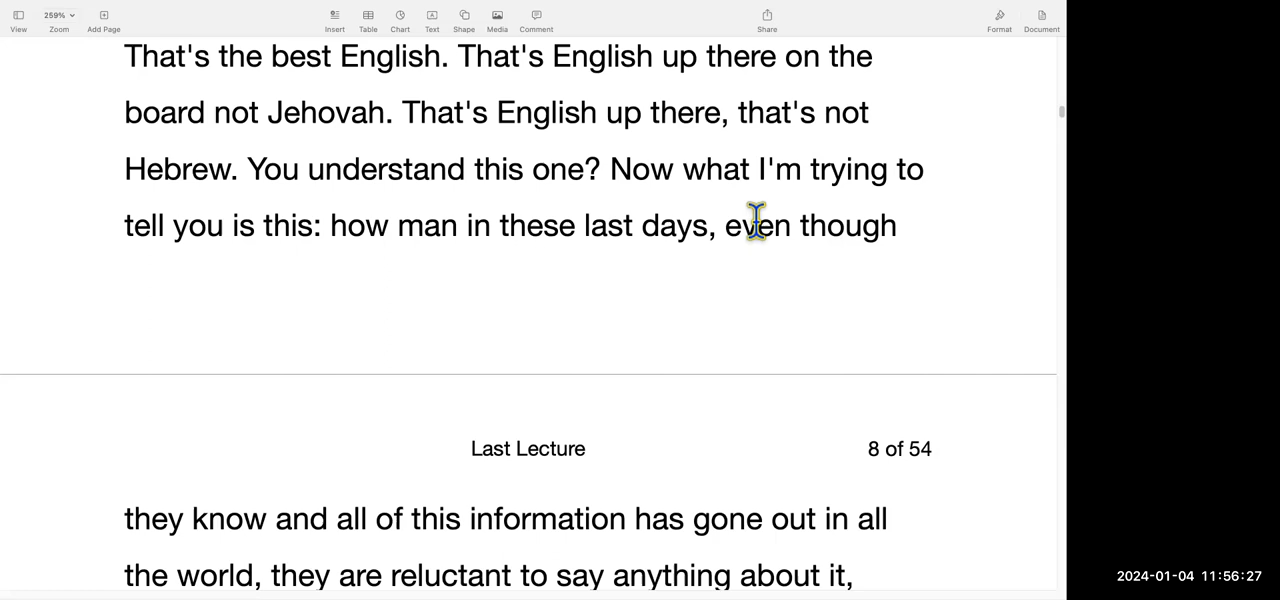 259%
View Zoom Add Page Insert Table Chart Text Shape Media Comment Share Format Document
That's the best English. That's English up there on the
board not Jehovah. That's English up there, that's not
Hebrew. You understand this one? Now what I'm trying to
tell you is this: how man in these last days, even though
Last Lecture 8 of 54
they know and all of this information has gone out in all
the world, they are reluctant to say anything about it,
2024-01-04 11:56:27